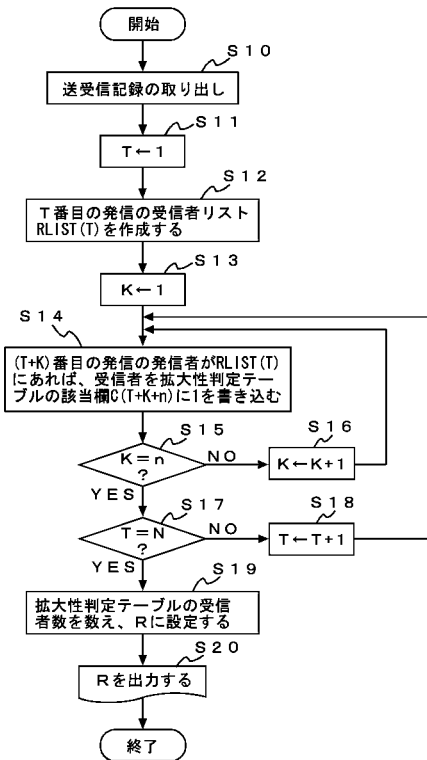 開始
S10
送受信記録の取り出し
S11
T←1
S12
T番目の発信の受信者リスト
RLIST(T)を作成する
S13
K←1
S14
(T+K)番目の発信の発信者がRLIST(T)
にあれば、受信者を拡大性判定テー
ブルの該当欄C(T+K+n)に1を書き込む
S15
K=n
?
NO
YES
S16
K←K+1
S17
T=N
?
NO
YES
S18
T←T+1
S19
拡大性判定テーブルの受信
者数を数え、Rに設定する
S20
Rを出力する
終了